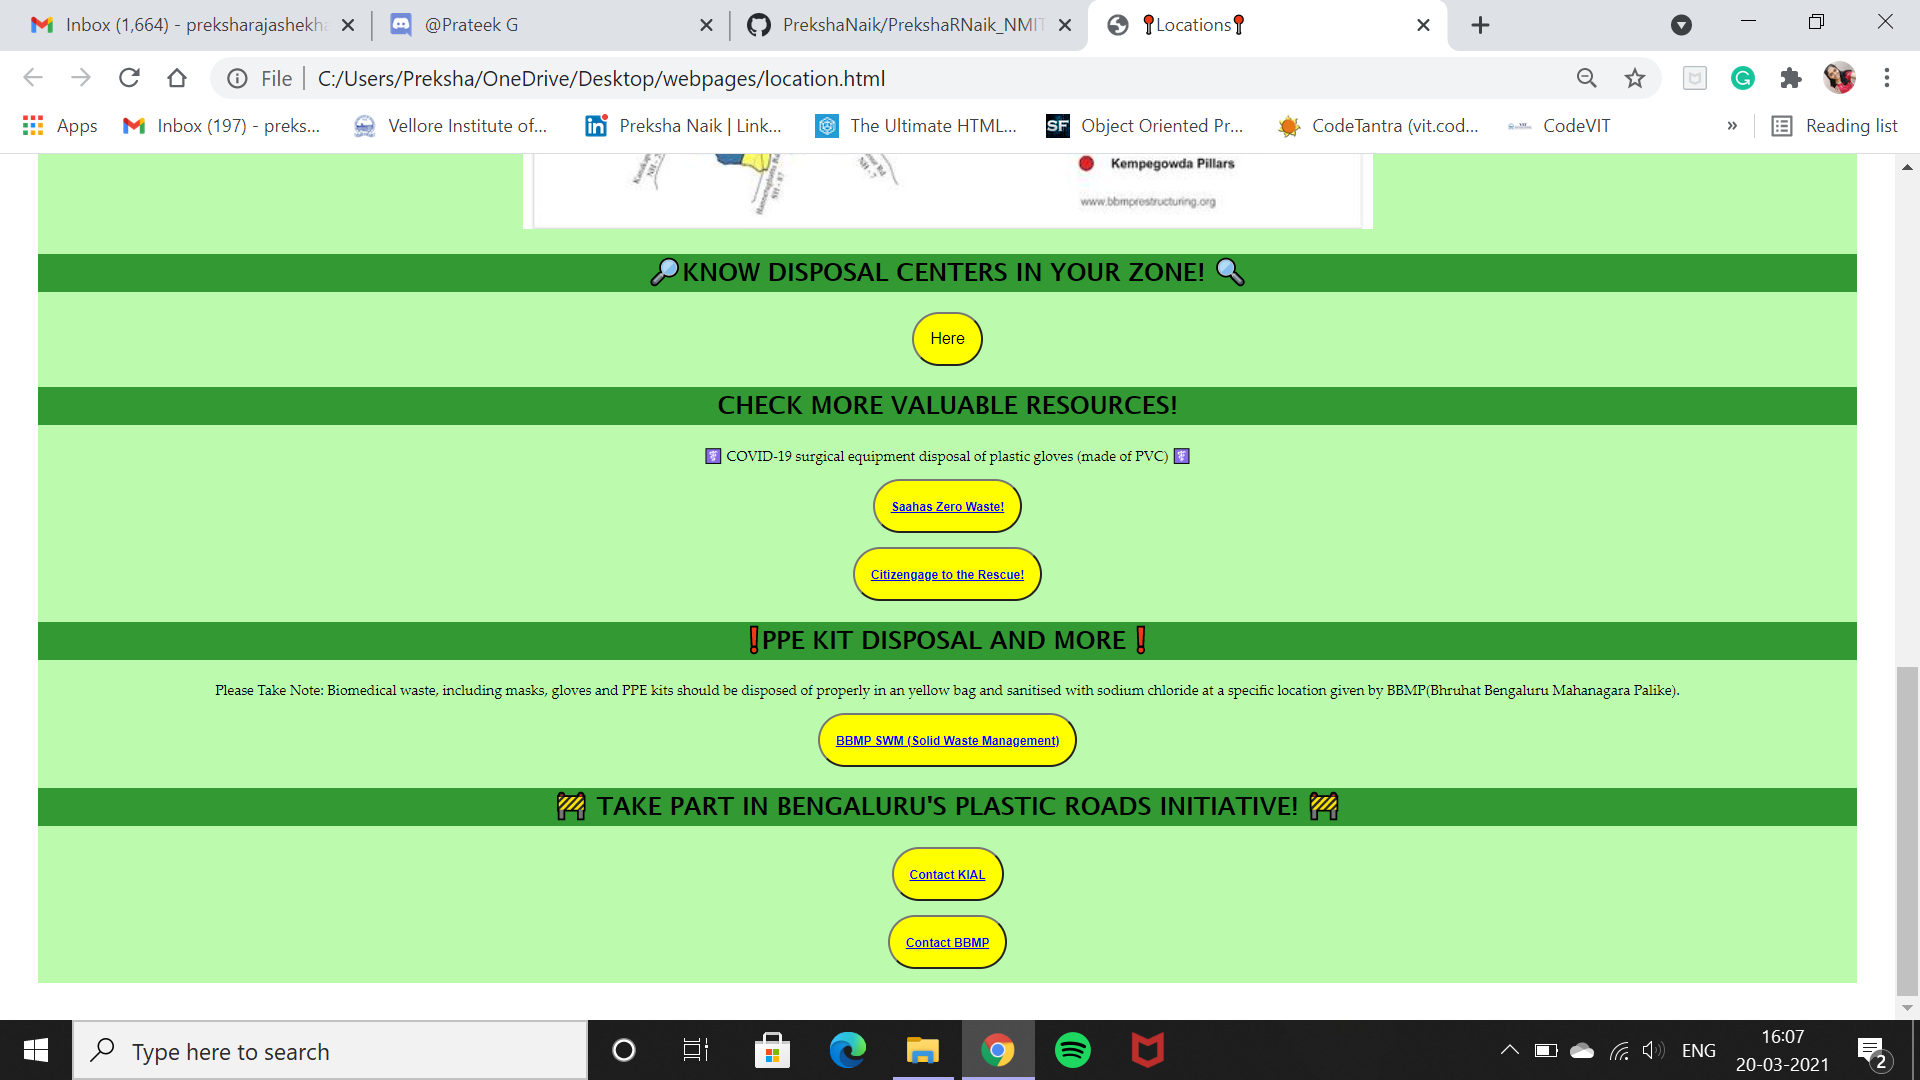 Inbox (1,664) - preksharajashekha
@Prateek G
PrekshaNaik/PrekshaRNaik_NMIT
Locations
File
C:/Users/Preksha/OneDrive/Desktop/webpages/location.html
Apps
Inbox (197) - preks...
Vellore Institute of...
Preksha Naik | Link...
The Ultimate HTML...
SF
Object Oriented Pr...
CodeTantra (vit.cod...
CodeVIT
»
Reading list
NH - 7
Kempegowda Pillars
www.bbmprestructuring.org
🔎KNOW DISPOSAL CENTERS IN YOUR ZONE! 🔍
Here
CHECK MORE VALUABLE RESOURCES!
⚕️ COVID-19 surgical equipment disposal of plastic gloves (made of PVC) ⚕️
Saahas Zero Waste!
Citizengage to the Rescue!
❗PPE KIT DISPOSAL AND MORE❗
Please Take Note: Biomedical waste, including masks, gloves and PPE kits should be disposed of properly in an yellow bag and sanitised with sodium chloride at a specific location given by BBMP(Bhruhat Bengaluru Mahanagara Palike).
BBMP SWM (Solid Waste Management)
🚧 TAKE PART IN BENGALURU'S PLASTIC ROADS INITIATIVE! 🚧
Contact KIAL
Contact BBMP
Type here to search
ENG
16:07
20-03-2021
2